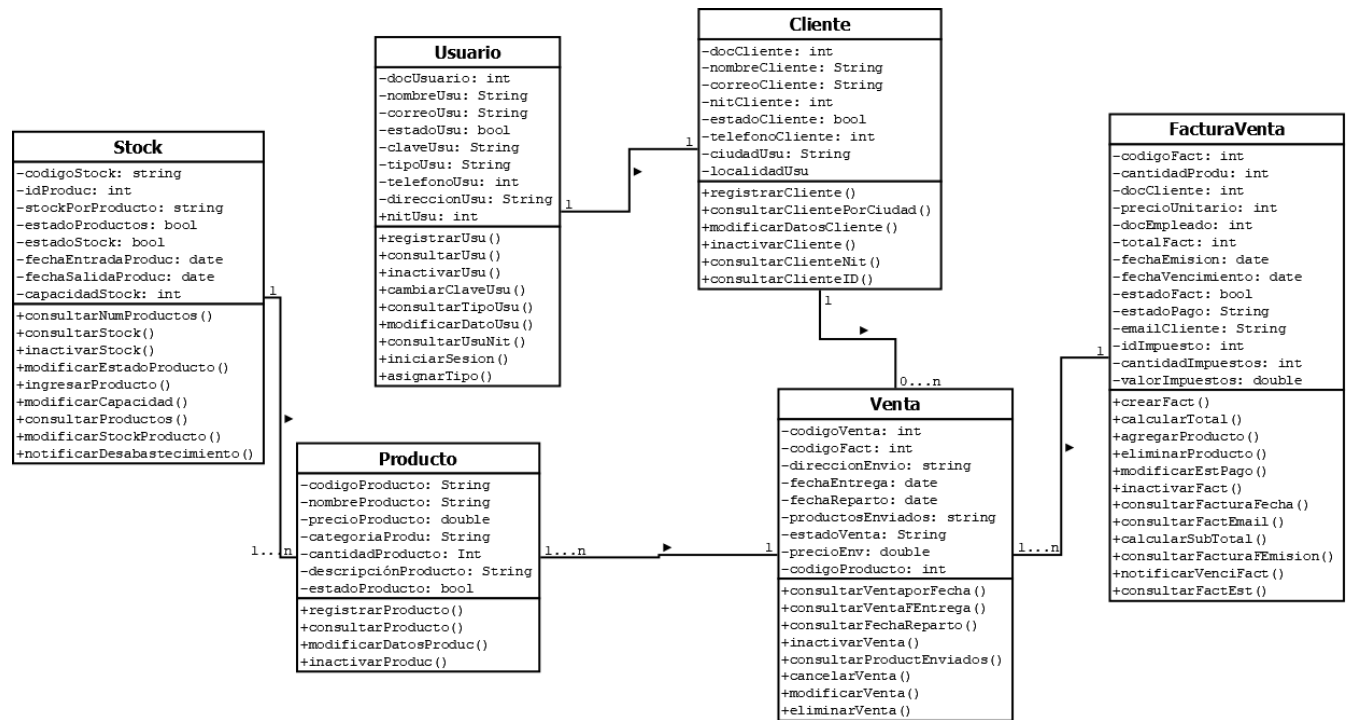 Cliente
-docCliente: int
-nombreCliente: String
-correoCliente: String
-nitCliente: int
-estadoCliente: bool
-telefonoCliente: int
-ciudadUsu: String
-localidadUsu
+registrarCliente()
+consultarClientePorCiudad()
+modificarDatosCliente()
+inactivarCliente()
+consultarClienteNit()
+consultarClienteID()
Usuario
-docUsuario: int
-nombreUsu: String
-correoUsu: String
-estadoUsu: bool
-claveUsu: String
-tipoUsu: String
-telefonoUsu: int
-direccionUsu: String
+nitUsu: int
+registrarUsu()
+consultarUsu()
+inactivarUsu()
+cambiarClaveUsu()
+consultarTipoUsu()
+modificarDatoUsu()
+consultarUsuNit()
+iniciarSesion()
+asignarTipo()
1
1
Stock
-codigoStock: string
-idProduc: int
-stockPorProducto: string
-estadoProductos: bool
-estadoStock: bool
-fechaEntradaProduc: date
-fechaSalidaProduc: date
-capacidadStock: int
+consultarNumProductos()
+consultarStock()
+inactivarStock()
+modificarEstadoProducto()
+ingresarProducto()
+modificarCapacidad()
+consultarProductos()
+modificarStockProducto()
+notificarDesabastecimiento()
1
1...n
Producto
-codigoProducto: String
-nombreProducto: String
-precioProducto: double
-categoriaProdu: String
-cantidadProducto: Int
-descripciónProducto: String
-estadoProducto: bool
+registrarProducto()
+consultarProducto()
+modificarDatosProduc()
+inactivarProduc()
1...n
1
1
0...n
Venta
-codigoVenta: int
-codigoFact: int
-direccionEnvio: string
-fechaEntrega: date
-fechaReparto: date
-productosEnviados: string
-estadoVenta: String
-precioEnv: double
-codigoProducto: int
+consultarVentaporFecha()
+consultarVentaFEntrega()
+consultarFechaReparto()
+inactivarVenta()
+consultarProductEnviados()
+cancelarVenta()
+modificarVenta()
+eliminarVenta()
1...n
1
FacturaVenta
-codigoFact: int
-cantidadProdu: int
-docCliente: int
-precioUnitario: int
-docEmpleado: int
-totalFact: int
-fechaEmision: date
-fechaVencimiento: date
-estadoFact: bool
-estadoPago: String
-emailCliente: String
-idImpuesto: int
-cantidadImpuestos: int
-valorImpuestos: double
+crearFact()
+calcularTotal()
+agregarProducto()
+eliminarProducto()
+modificarEstPago()
+inactivarFact()
+consultarFacturaFecha()
+consultarFactEmail()
+calcularSubTotal()
+consultarFacturaFEmision()
+notificarVenciFact()
+consultarFactEst()